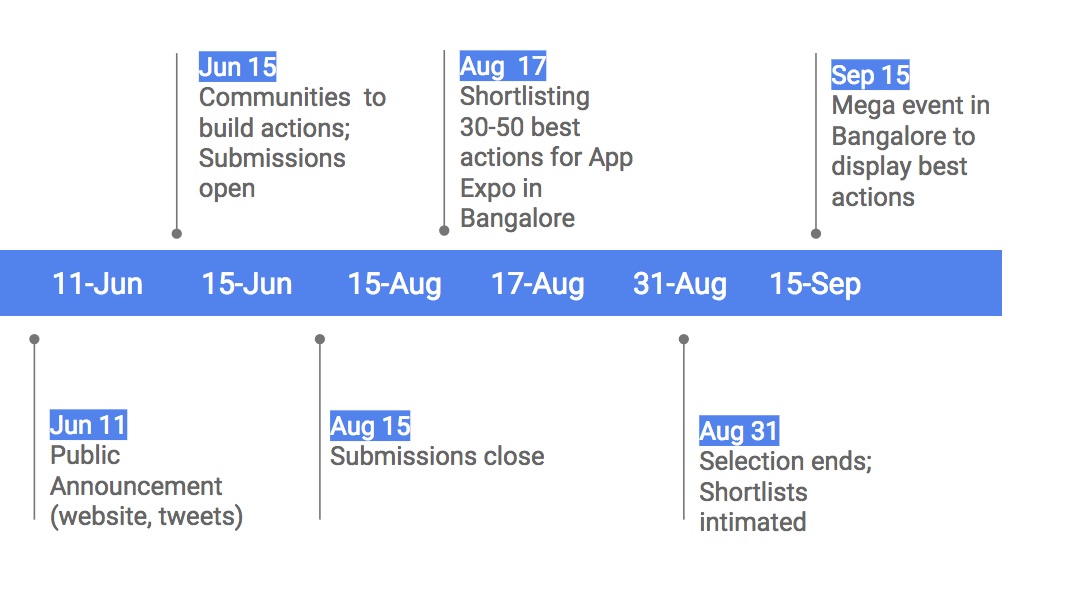 Jun 15
Communities to
build actions;
Submissions
open
Aug 17
Shortlisting
30-50 best
actions for App
Expo in
Bangalore
Sep 15
Mega event in
Bangalore to
display best
actions
11-Jun 15-Jun 15-Aug 17-Aug 31-Aug 15-Sep
Jun 11
Public
Announcement
(website, tweets)
Aug 15
Submissions close
Aug 31
Selection ends;
Shortlists
intimated